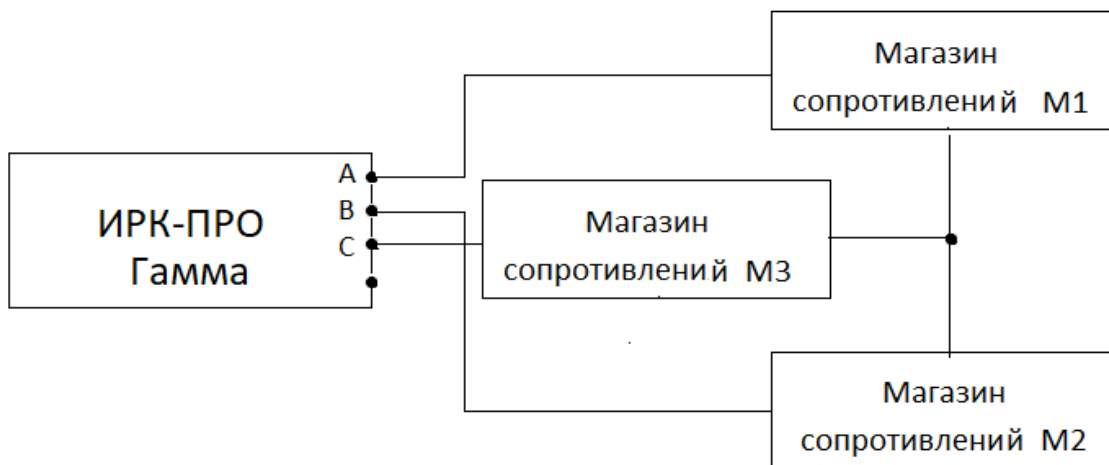 Магазин
сопротивлений М1
А
В
С
ИРК-ПРО
Гамма
Магазин
сопротивлений М3
Магазин
сопротивлений М2